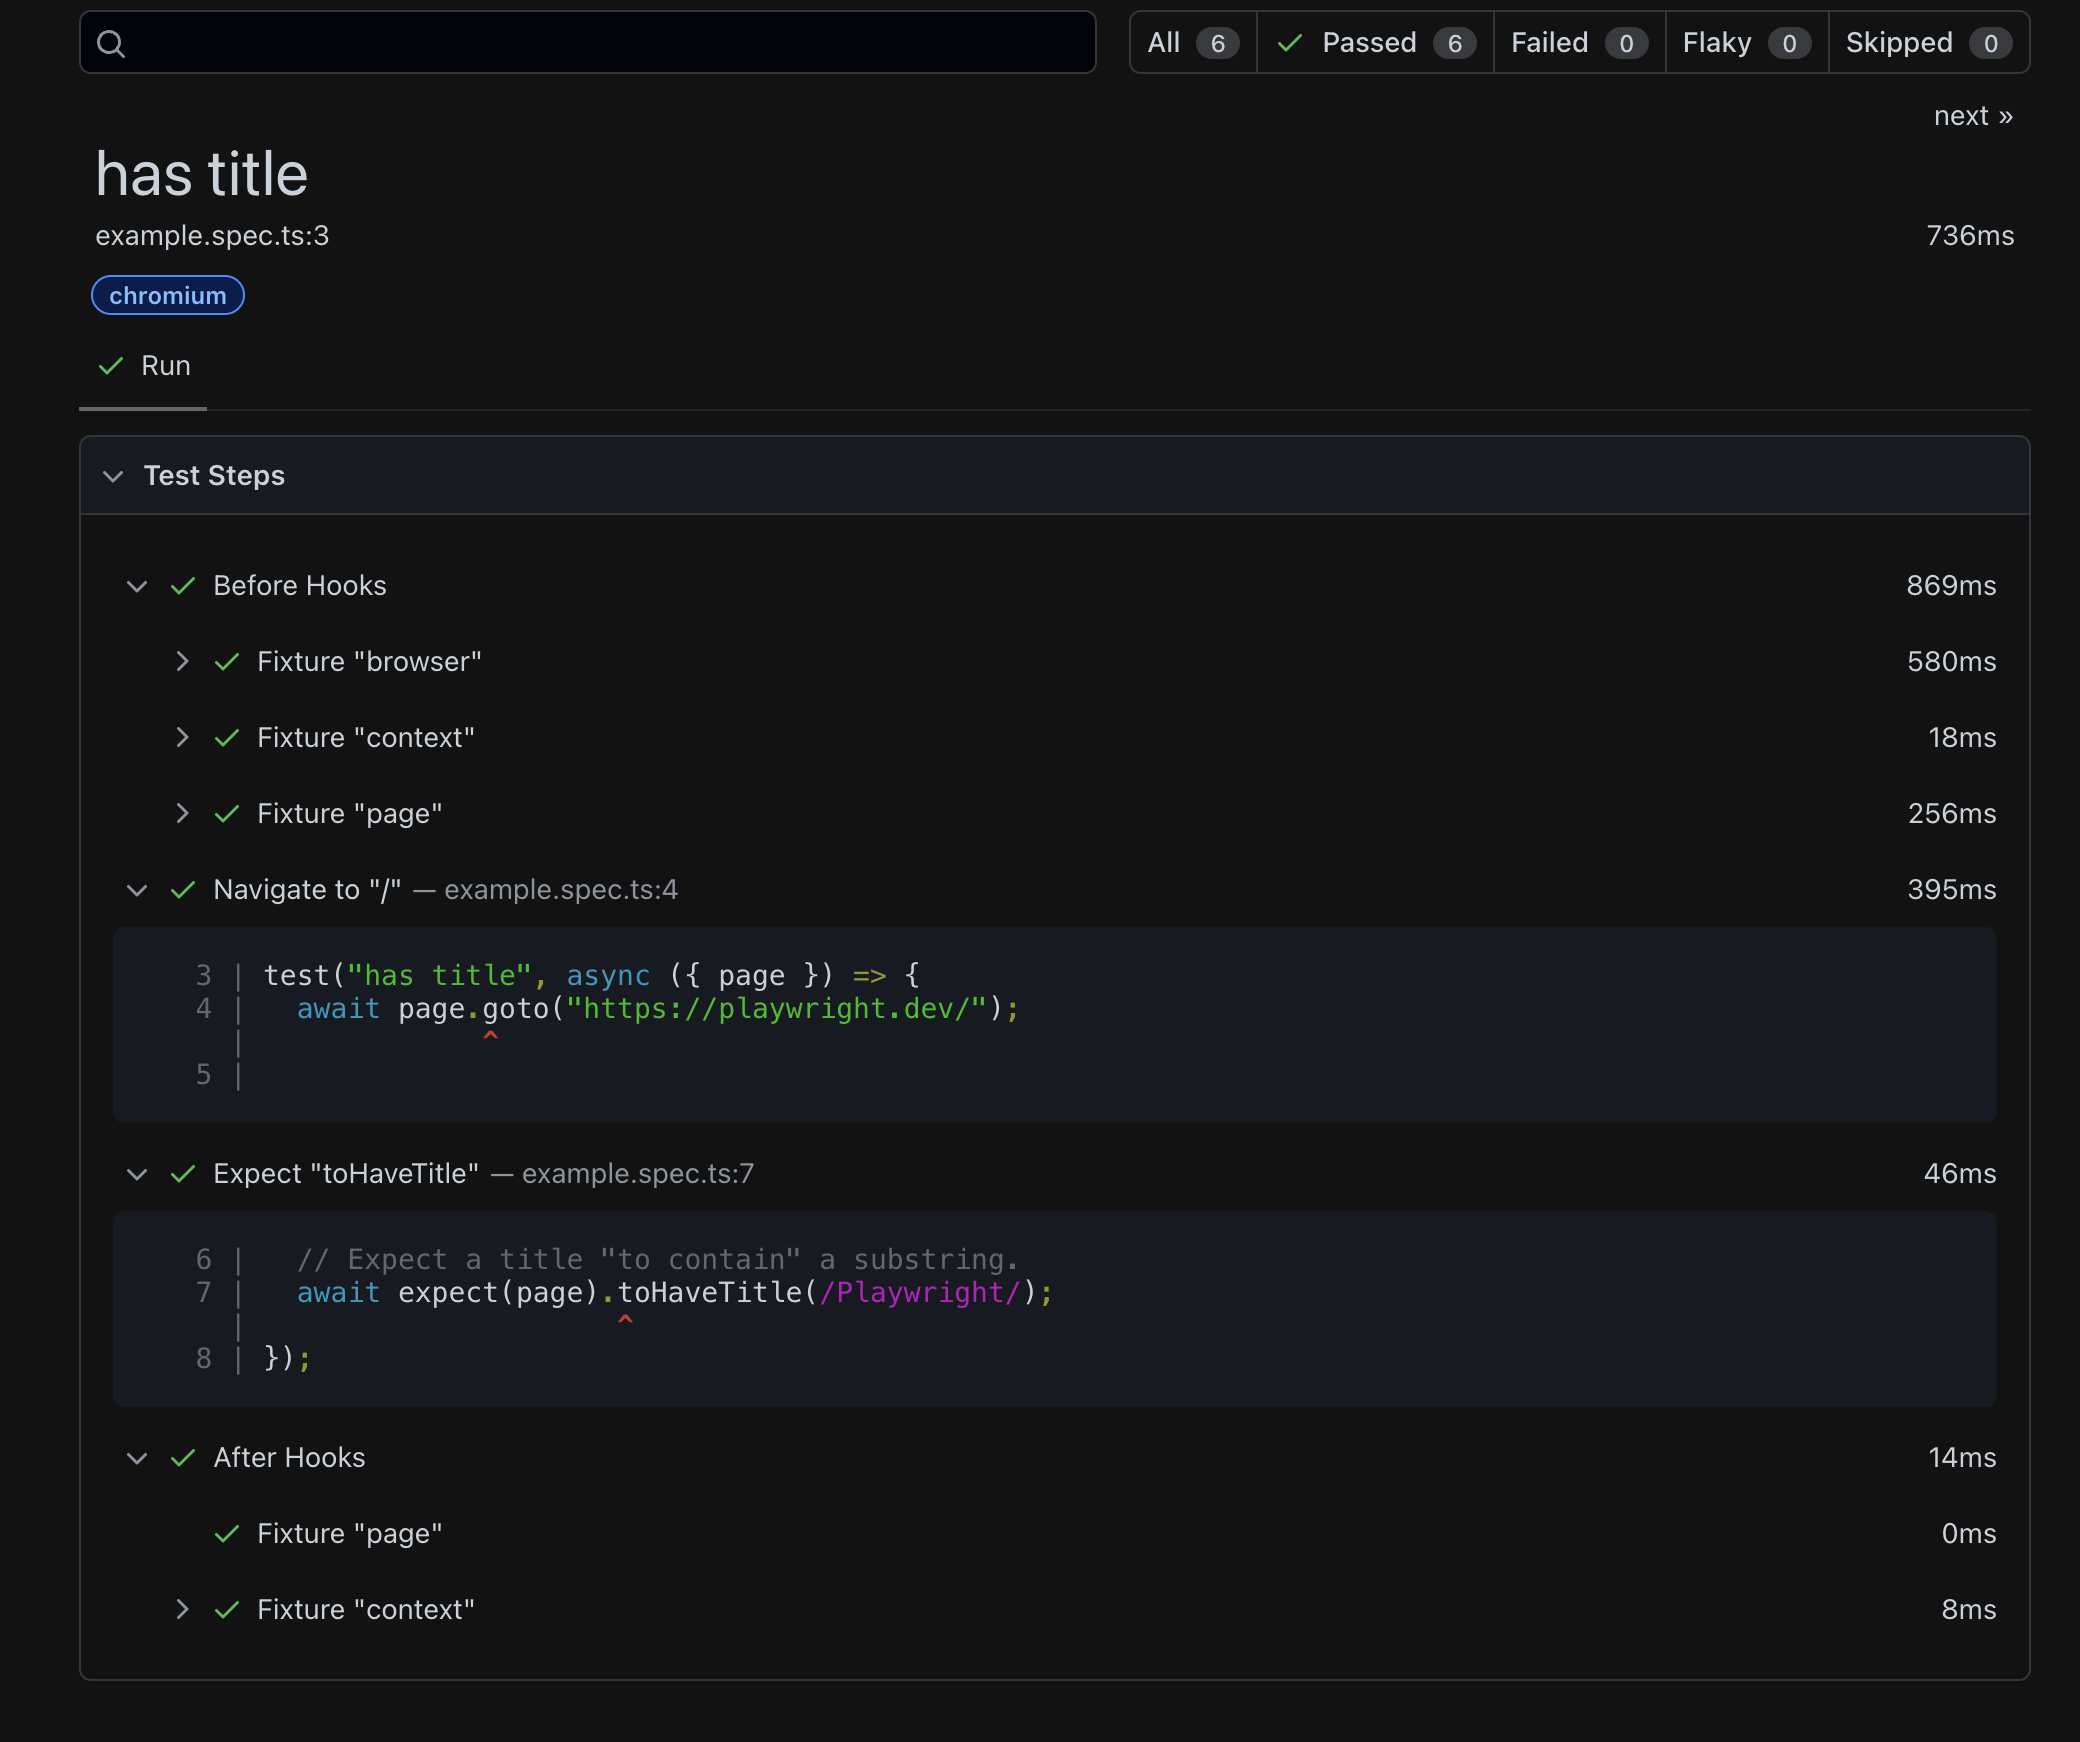 All 6 Passed 6 Failed 0 Flaky 0 Skipped 0
next »
has title
example.spec.ts:3 736ms
chromium
Run
Test Steps
Before Hooks 869ms
Fixture "browser" 580ms
Fixture "context" 18ms
Fixture "page" 256ms
Navigate to "/" — example.spec.ts:4 395ms
3 | test("has title", async ({ page }) => {
4 |   await page.goto("https://playwright.dev/");
  |              ^
5 |
Expect "toHaveTitle" — example.spec.ts:7 46ms
6 |   // Expect a title "to contain" a substring.
7 |   await expect(page).toHaveTitle(/Playwright/);
  |                      ^
8 | });
After Hooks 14ms
Fixture "page" 0ms
Fixture "context" 8ms